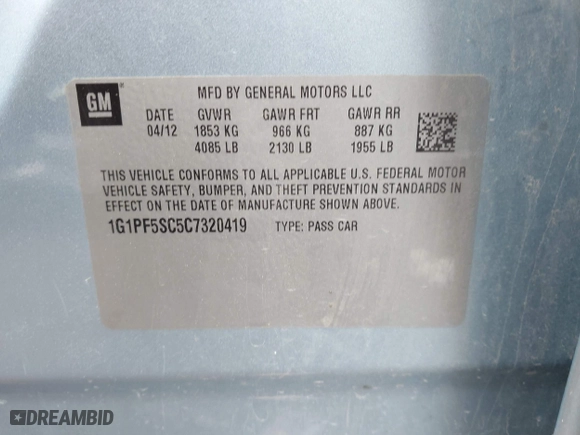 GM
MFD BY GENERAL MOTORS LLC
DATE GVWR GAWR FRT GAWR RR
04/12 1853 KG 966 KG 887 KG
4085 LB 2130 LB 1955 LB
THIS VEHICLE CONFORMS TO ALL APPLICABLE U.S. FEDERAL MOTOR
VEHICLE SAFETY, BUMPER, AND THEFT PREVENTION STANDARDS IN
EFFECT ON THE DATE OF MANUFACTURE SHOWN ABOVE.
1G1PF5SC5C7320419 TYPE: PASS CAR
DREAMBID